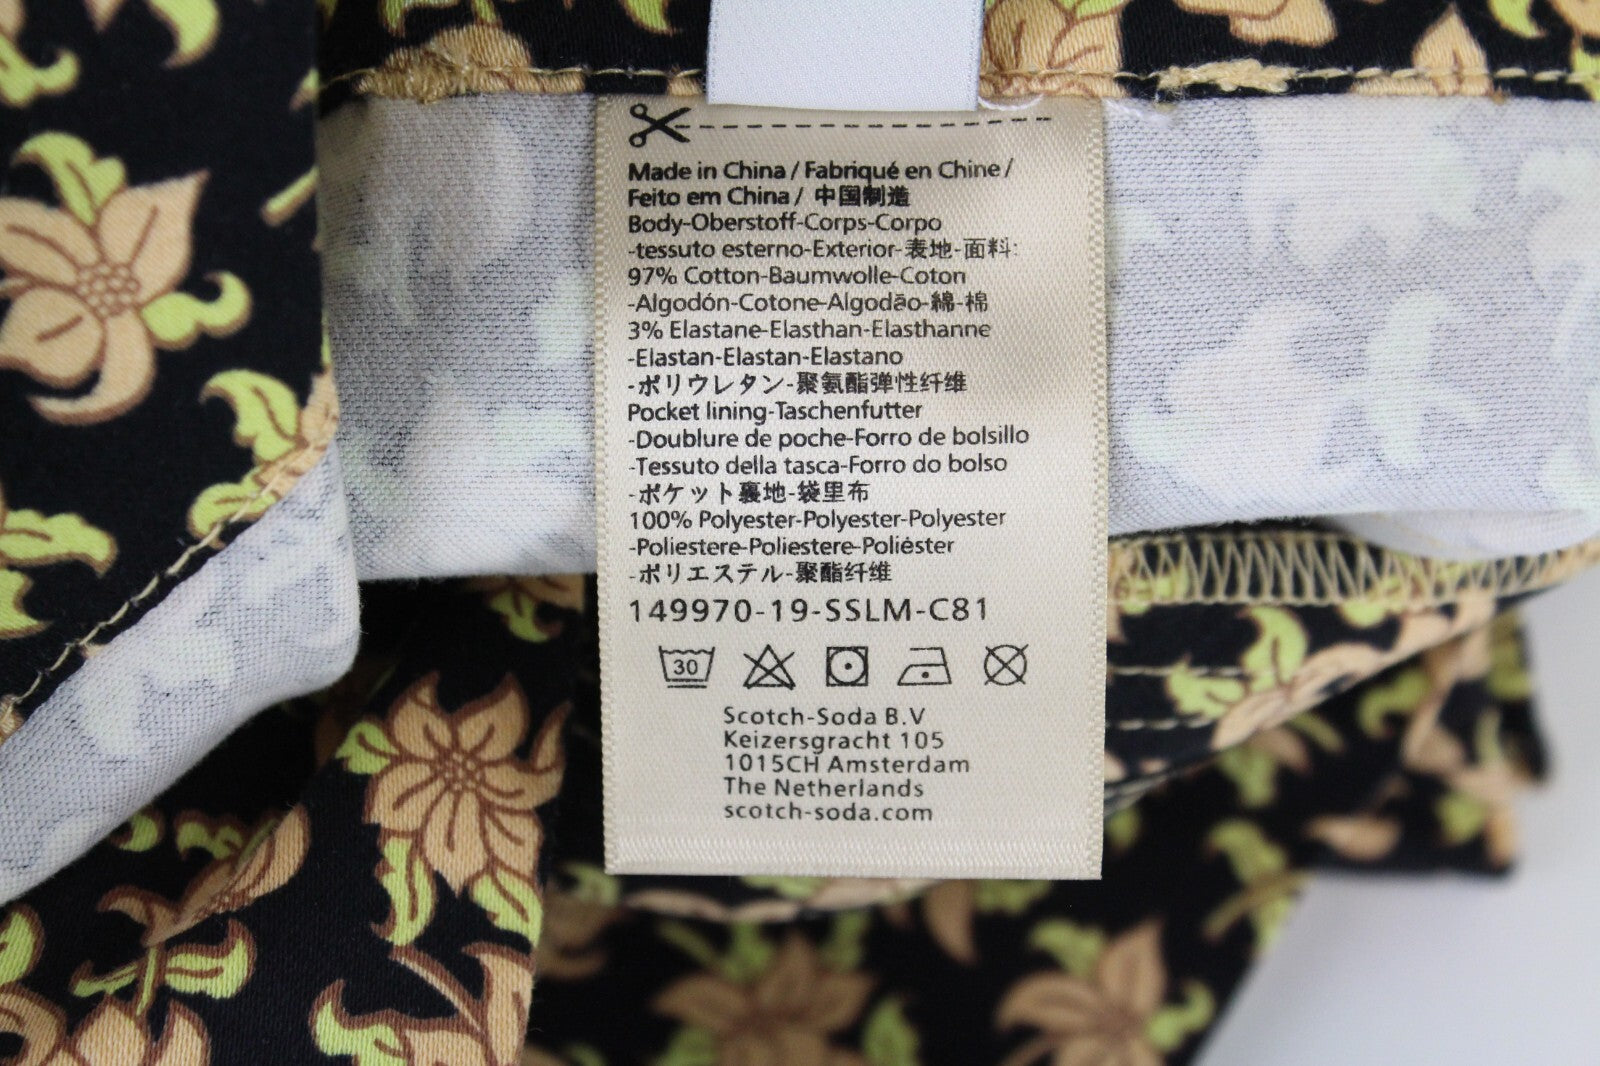 Made in China / Fabriqué en Chine /
Feito em China / 中国制造
Body-Oberstoff-Corps-Corpo
-tessuto esterno-Exterior-表地-面料:
97% Cotton-Baumwolle-Coton
-Algodón-Cotone-Algodão-綿-棉
3% Elastane-Elasthan-Elasthanne
-Elastan-Elastan-Elastano
-ポリウレタン-聚氨酯弹性纤维
Pocket lining-Taschenfutter
-Doublure de poche-Forro de bolsillo
-Tessuto della tasca-Forro do bolso
-ポケット裏地-袋里布
100% Polyester-Polyester-Polyester
-Poliestere-Poliestere-Poliéster
-ポリエステル-聚酯纤维
149970-19-SSLM-C81
30
Scotch-Soda B.V
Keizersgracht 105
1015CH Amsterdam
The Netherlands
scotch-soda.com